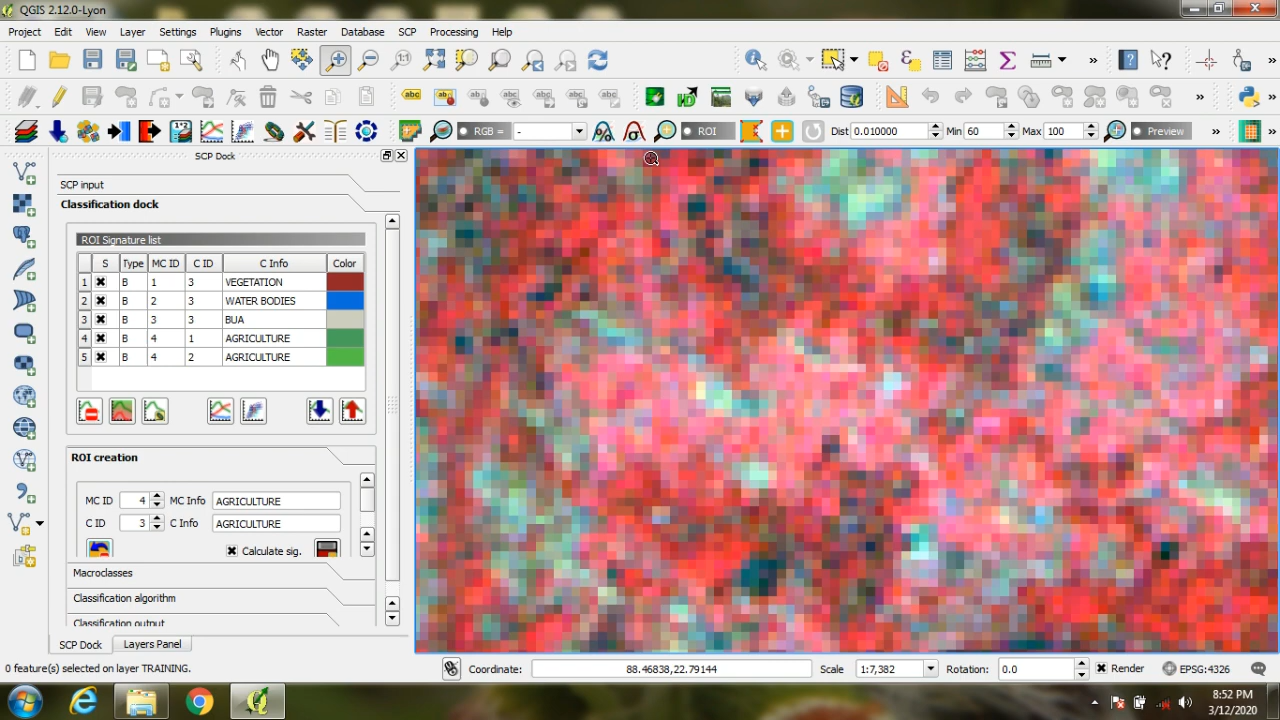 QGIS 2.12.0-Lyon
Project Edit View Layer Settings Plugins Vector Raster Database SCP Processing Help
RGB = - ROI Dist 0.010000 Min 60 Max 100 Preview
SCP Dock
SCP input
Classification dock
ROI Signature list
S Type MC ID C ID C Info Color
1 B 1 3 VEGETATION
2 B 2 3 WATER BODIES
3 B 3 3 BUA
4 B 4 1 AGRICULTURE
5 B 4 2 AGRICULTURE
ROI creation
MC ID 4 MC Info AGRICULTURE
C ID 3 C Info AGRICULTURE
Calculate sig.
Macroclasses
Classification algorithm
Classification output
SCP Dock Layers Panel
0 feature(s) selected on layer TRAINING.
Coordinate: 88.46838,22.79144 Scale 1:7,382 Rotation: 0.0 Render EPSG:4326
8:52 PM
3/12/2020